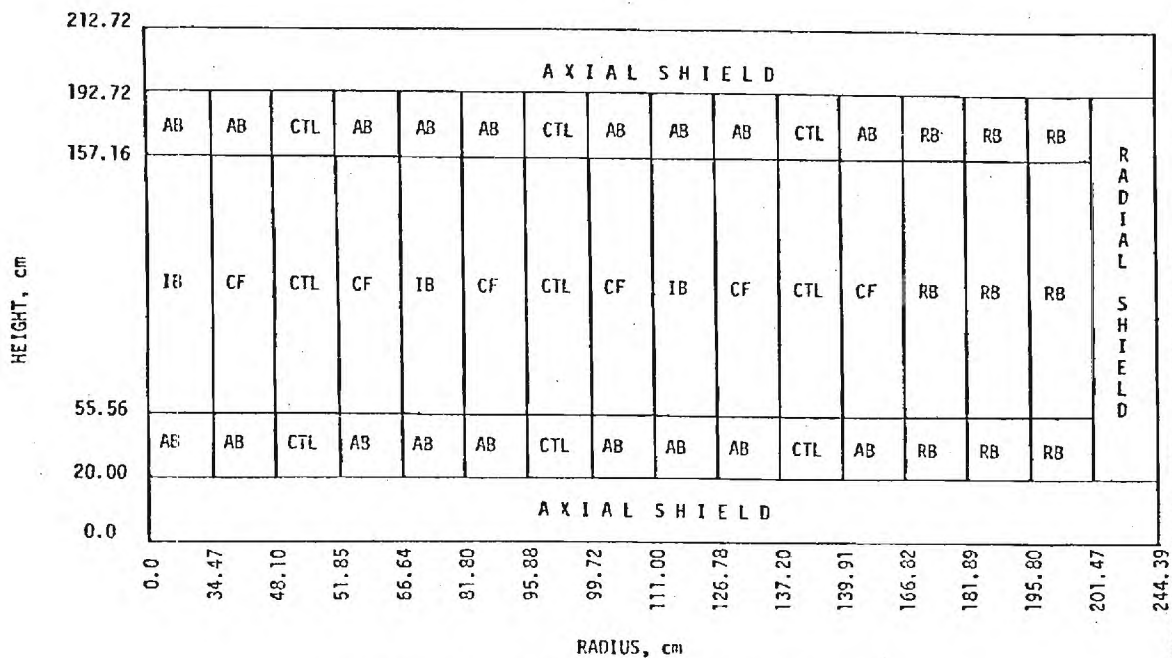 212.72
AXIAL SHIELD
192.72
AB AB CTL AB AB AB CTL AB AB AB CTL AB RB RB RB
157.16
RADIAL SHIELD
IB CF CTL CF IB CF CTL CF IB CF CTL CF RB RB RB
HEIGHT, cm
55.56
AB AB CTL AB AB AB CTL AB AB AB CTL AB RB RB RB
20.00
AXIAL SHIELD
0.0
0.0 34.47 48.10 51.85 66.64 81.80 95.88 99.72 111.00 126.78 137.20 139.91 166.82 181.89 195.80 201.47 244.39
RADIUS, cm